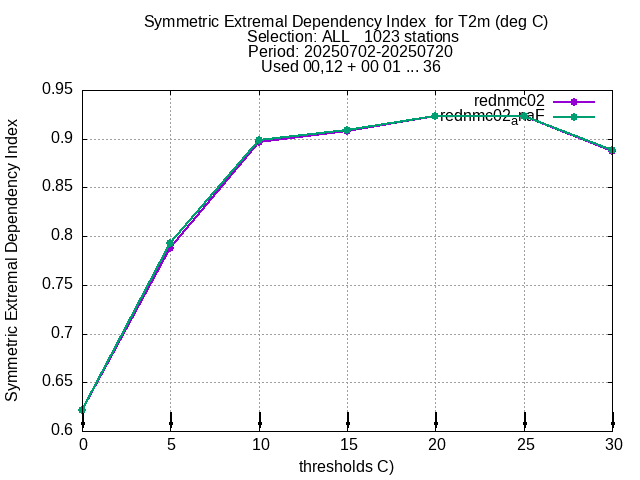 Symmetric Extremal Dependency Index  for T2m (deg C)
Selection: ALL   1023 stations
Period: 20250702-20250720
Used 00,12 + 00 01 ... 36
Symmetric Extremal Dependency Index
0.95
0.9
0.85
0.8
0.75
0.7
0.65
0.6
rednmc02
0 5 10 15 20 25 30
thresholds C)